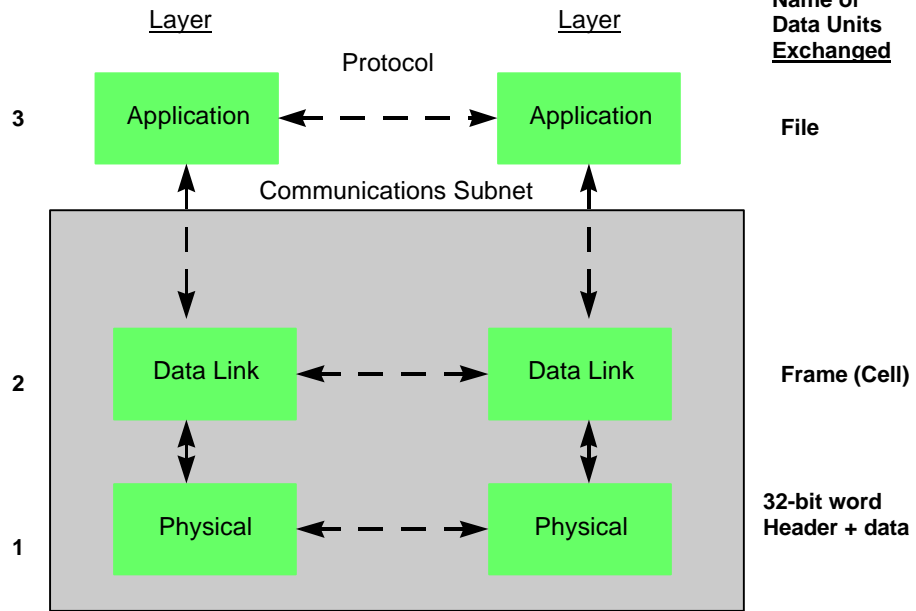 Name of
Layer Layer Data Units
Exchanged
Protocol
3 Application Application File
Communications Subnet
2 Data Link Data Link Frame (Cell)
1 Physical Physical 32-bit word
Header + data